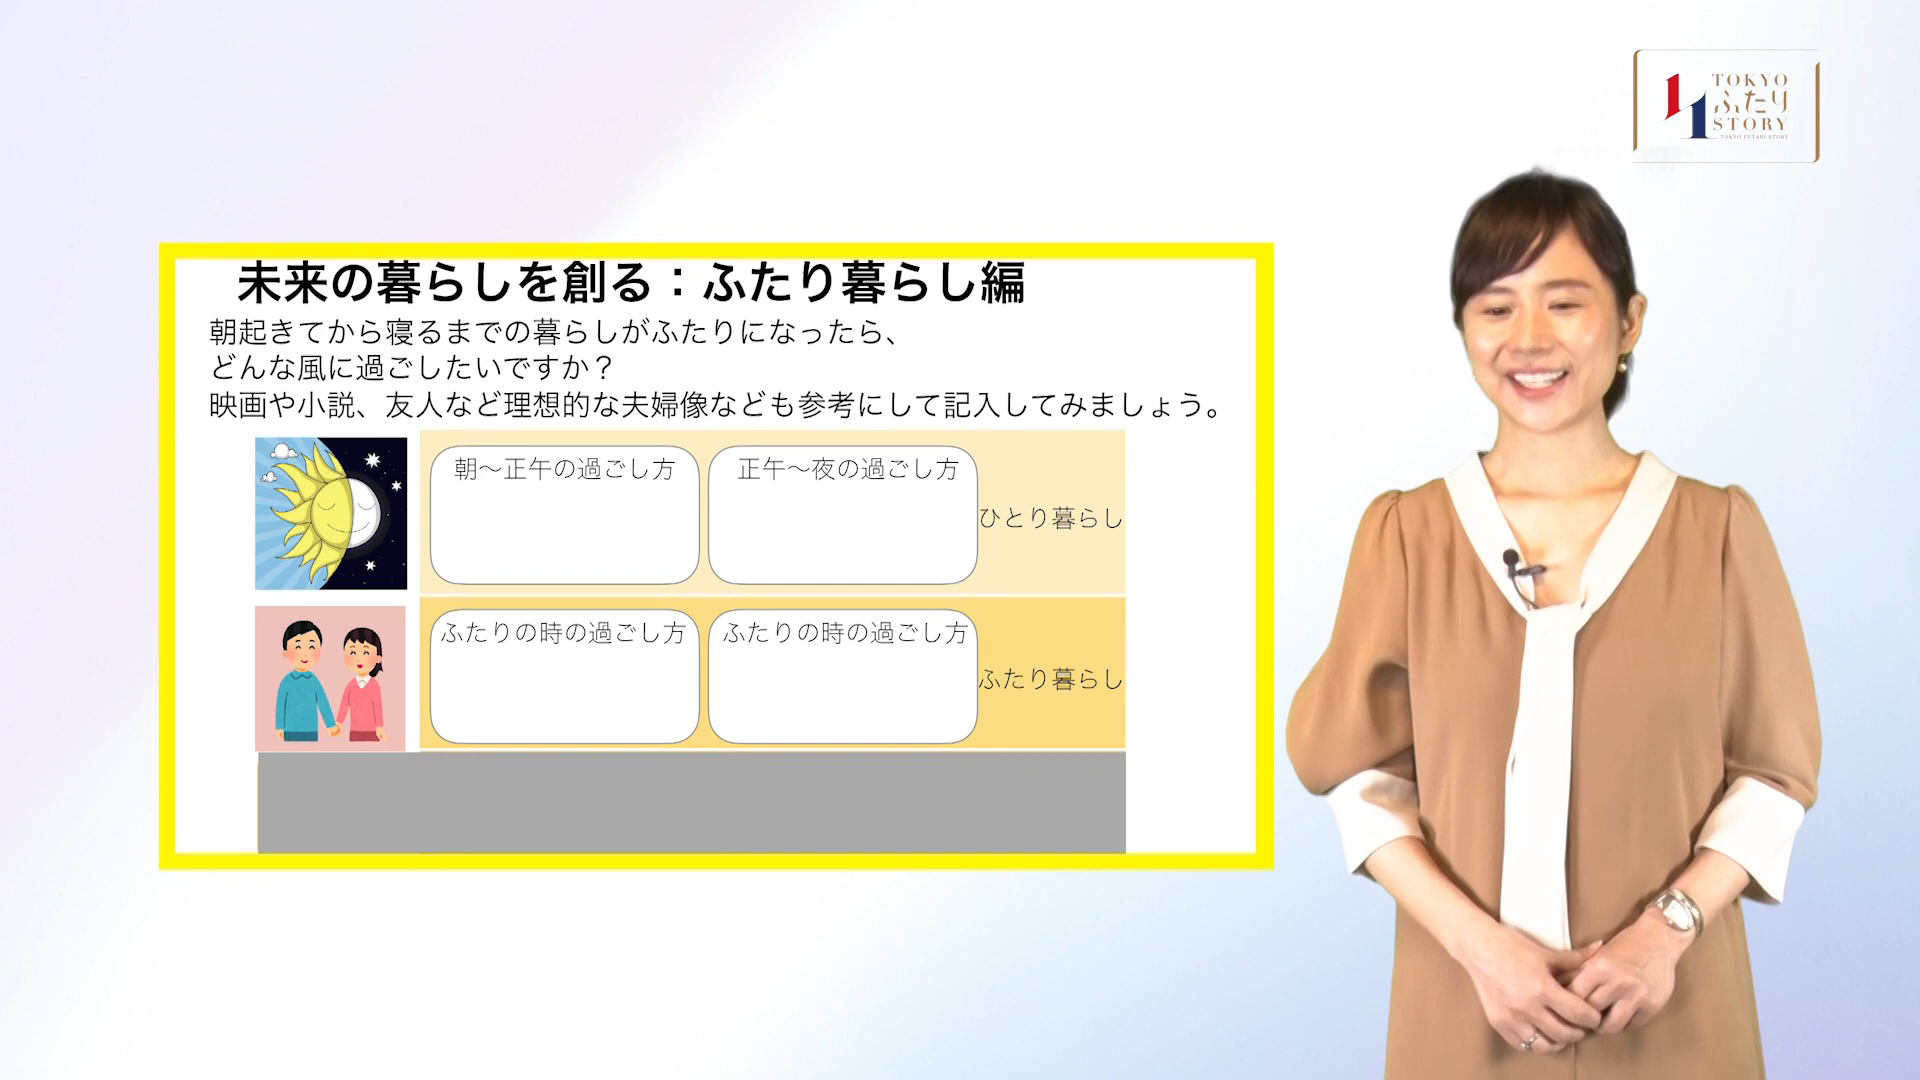 TOKYO
ふたり
STORY
TOKYO FUTARI STORY
未来の暮らしを創る：ふたり暮らし編
朝起きてから寝るまでの暮らしがふたりになったら、
どんな風に過ごしたいですか？
映画や小説、友人など理想的な夫婦像なども参考にして記入してみましょう。
朝～正午の過ごし方
正午～夜の過ごし方
ひとり暮らし
ふたりの時の過ごし方
ふたりの時の過ごし方
ふたり暮らし